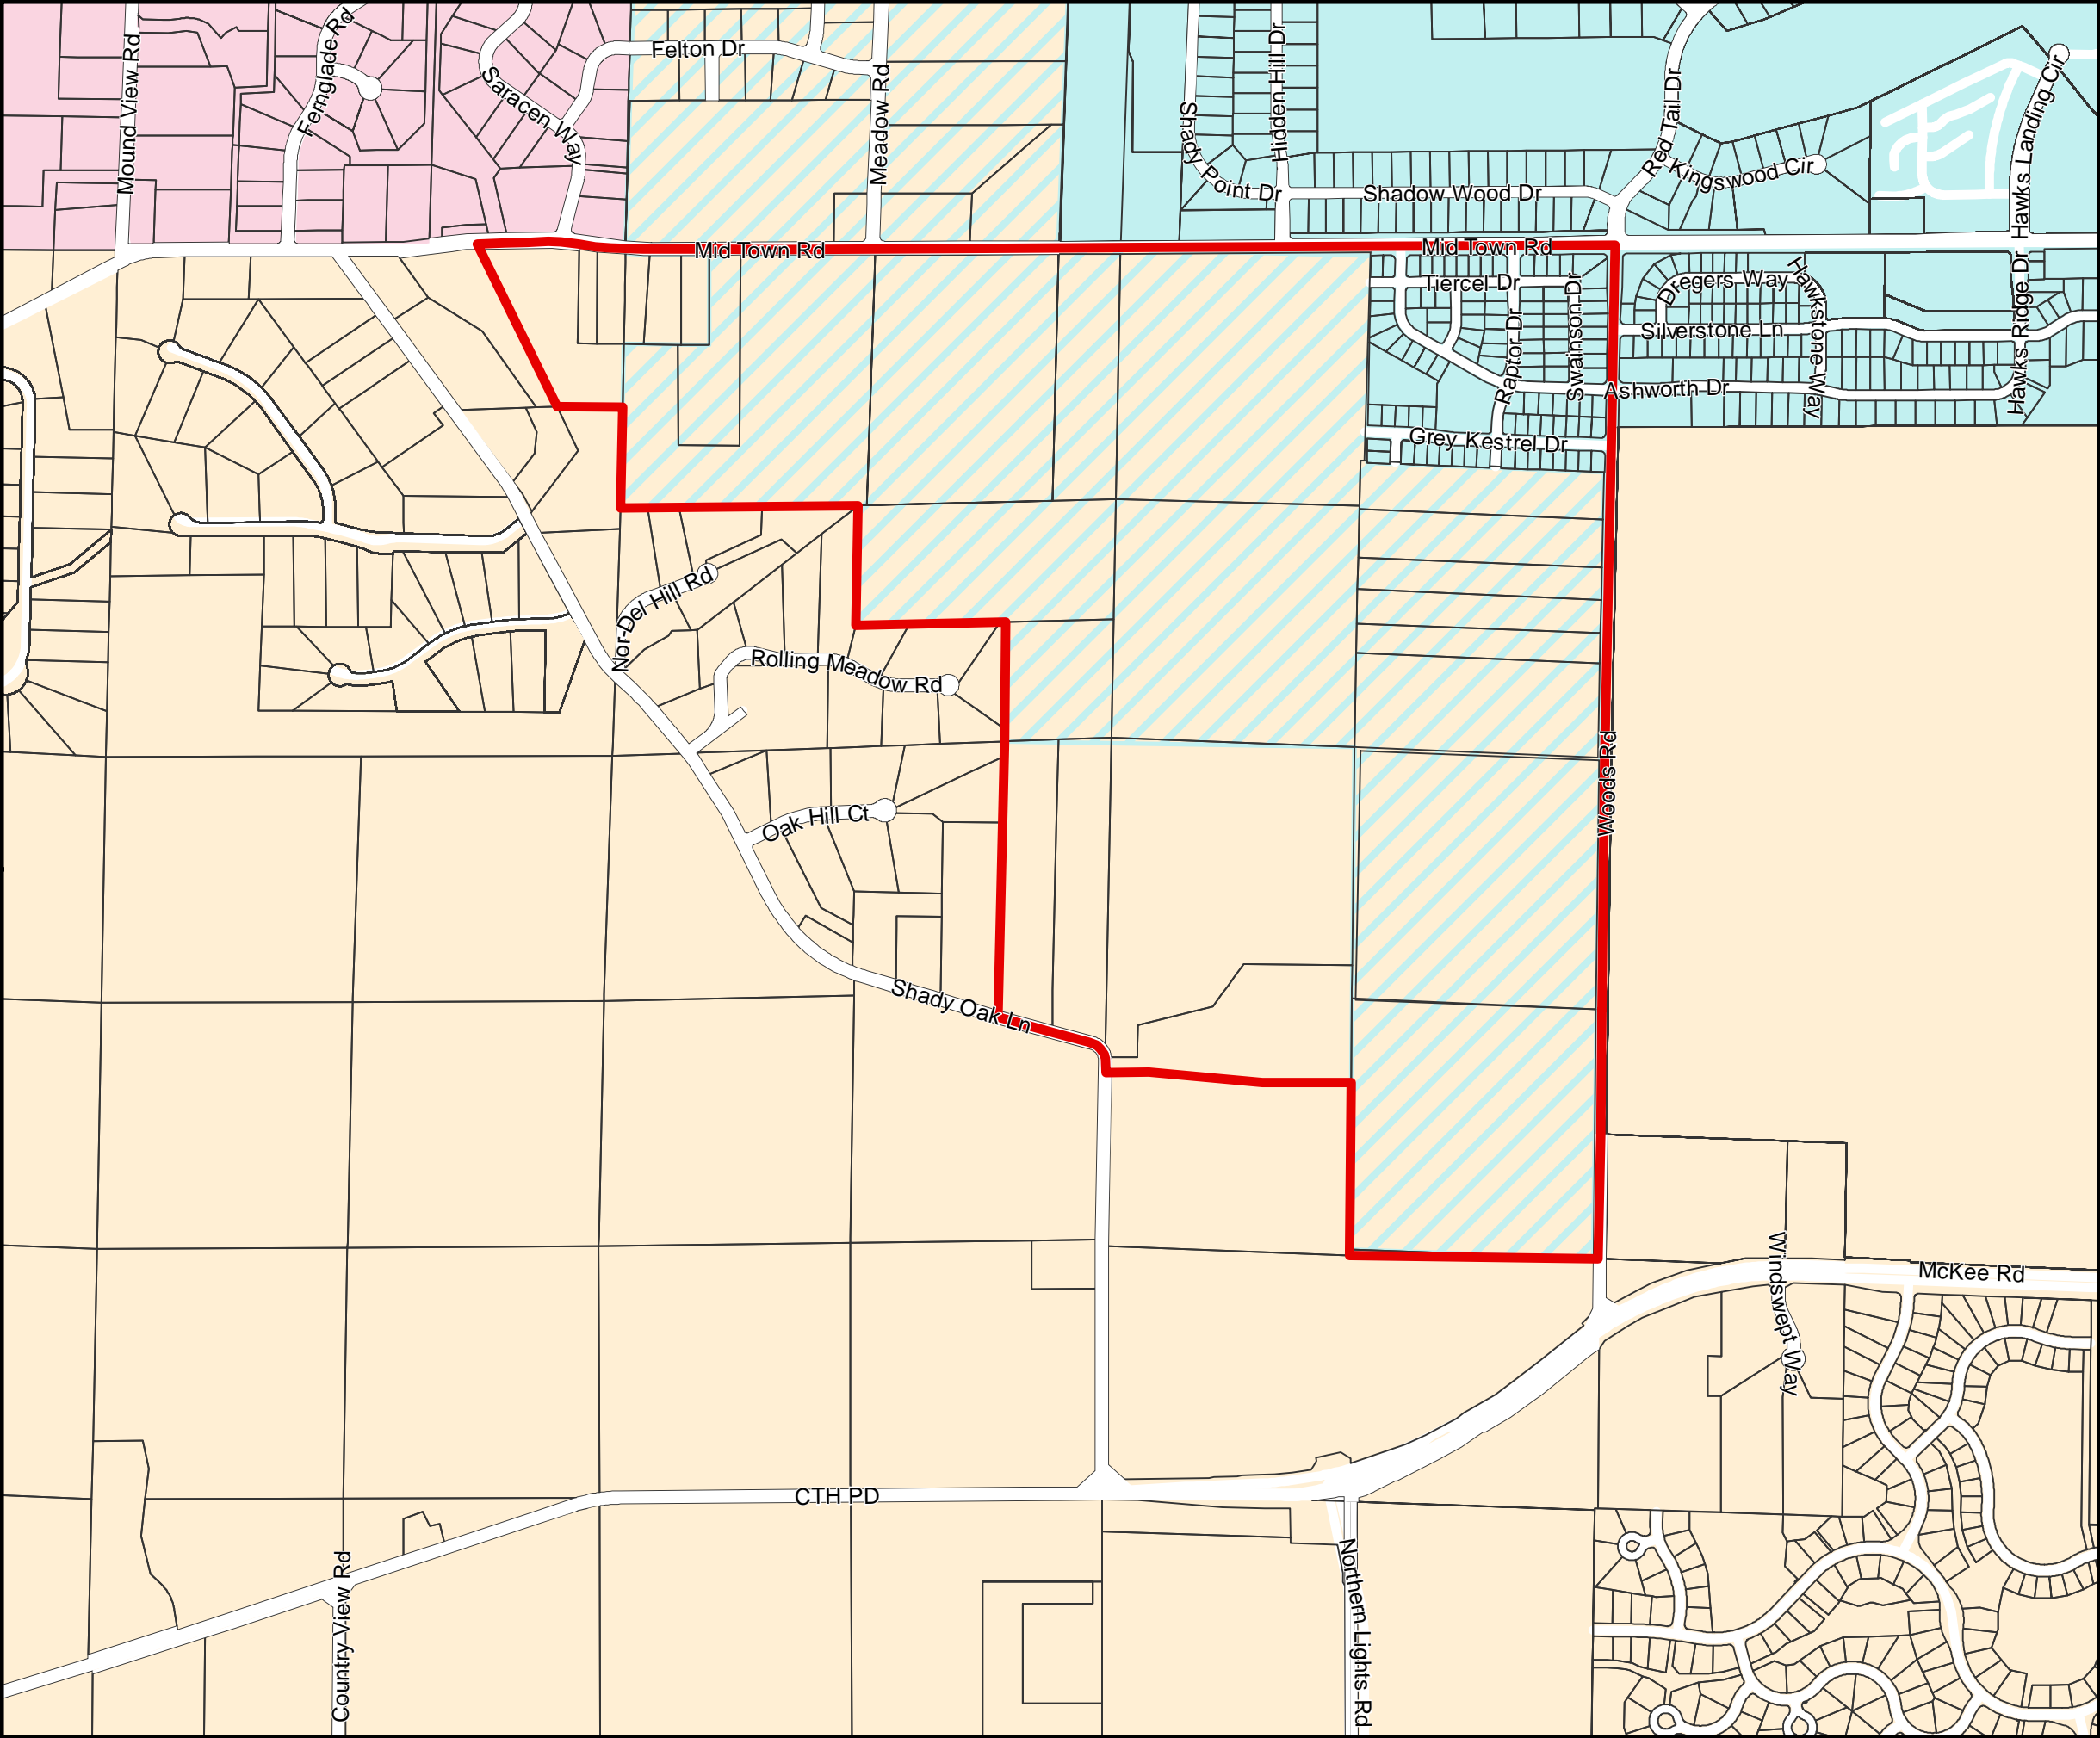 Mound View Rd
Fernglade Rd
Saracen Way
Felton Dr
Meadow Rd
Shady Point Dr
Hidden Hill Dr
Shadow Wood Dr
Red Tail Dr
Kingswood Cir
Hawks Landing Cir
Mid Town Rd
Mid Town Rd
Tiercel Dr
Raptor Dr
Swainson Dr
Dregers Way
Hawkstone Way
Silverstone Ln
Hawks Ridge Dr
Ashworth Dr
Grey Kestrel Dr
Nor-Del Hill Rd
Rolling Meadow Rd
Woods Rd
Oak Hill Ct
Shady Oak Ln
Windswept Way
McKee Rd
CTH PD
Country View Rd
Northern Lights Rd